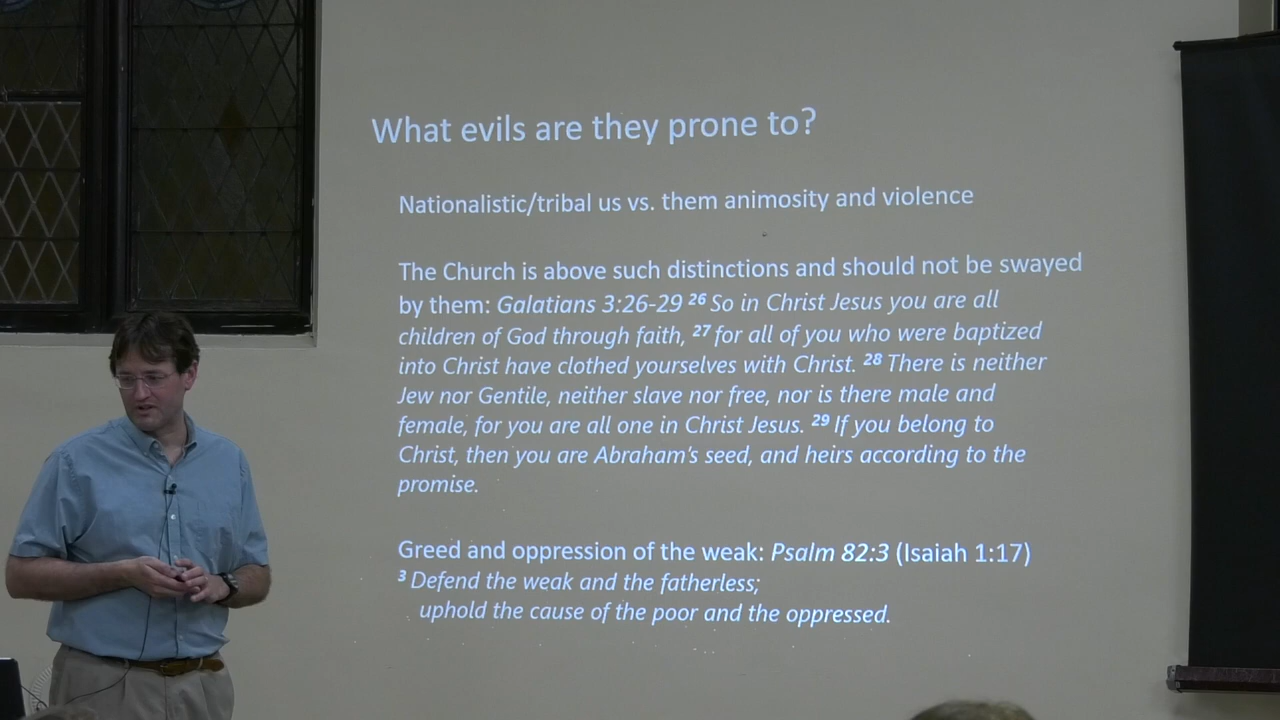 What evils are they prone to?
Nationalistic/tribal us vs. them animosity and violence
The Church is above such distinctions and should not be swayed
by them: Galatians 3:26-29 26 So in Christ Jesus you are all
children of God through faith, 27 for all of you who were baptized
into Christ have clothed yourselves with Christ. 28 There is neither
Jew nor Gentile, neither slave nor free, nor is there male and
female, for you are all one in Christ Jesus. 29 If you belong to
Christ, then you are Abraham's seed, and heirs according to the
promise.
Greed and oppression of the weak: Psalm 82:3 (Isaiah 1:17)
3 Defend the weak and the fatherless;
uphold the cause of the poor and the oppressed.